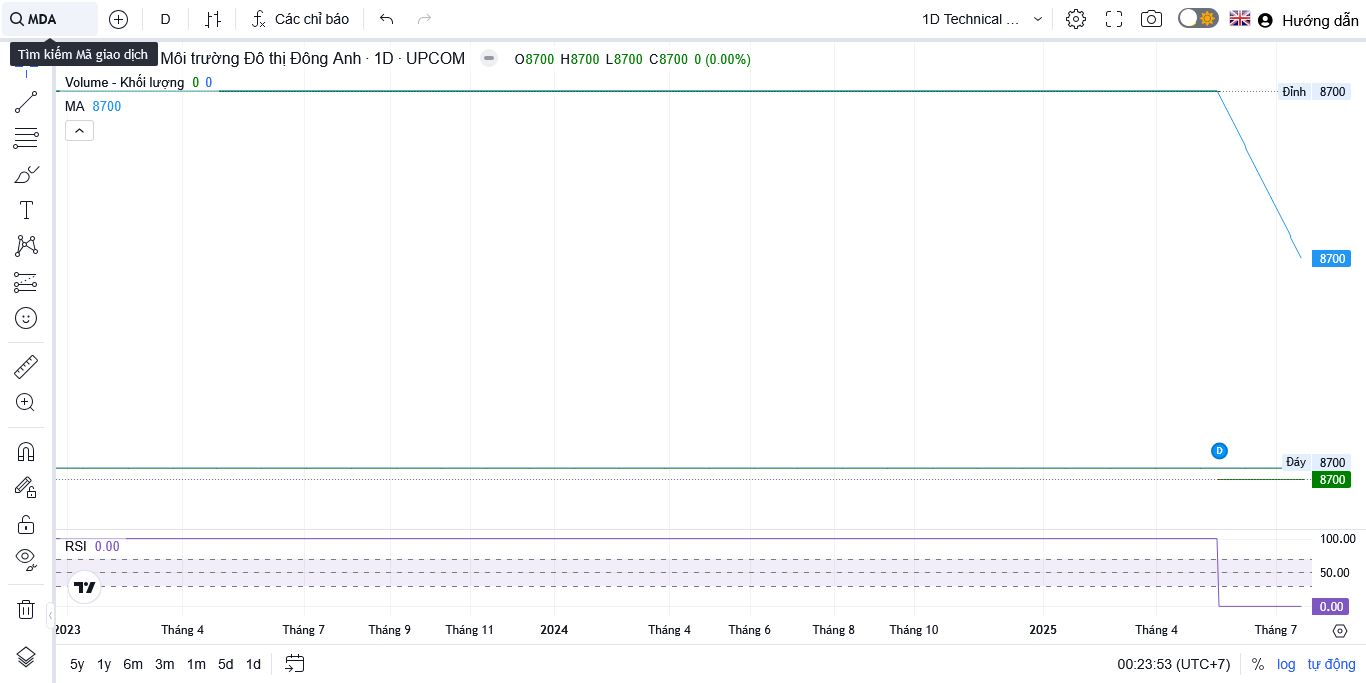 MDA
D
Các chỉ báo
1D Technical ...
Hướng dẫn
Tìm kiếm Mã giao dịch
Môi trường Đô thị Đông Anh · 1D · UPCOM
O8700 H8700 L8700 C8700 0 (0.00%)
Volume - Khối lượng 0 0
MA 8700
Đỉnh 8700
8700
D
Đáy 8700
8700
RSI 0.00
100.00
50.00
0.00
2023 Tháng 4 Tháng 7 Tháng 9 Tháng 11 2024 Tháng 4 Tháng 6 Tháng 8 Tháng 10 2025 Tháng 4 Tháng 7
5y 1y 6m 3m 1m 5d 1d
00:23:53 (UTC+7) % log tự động